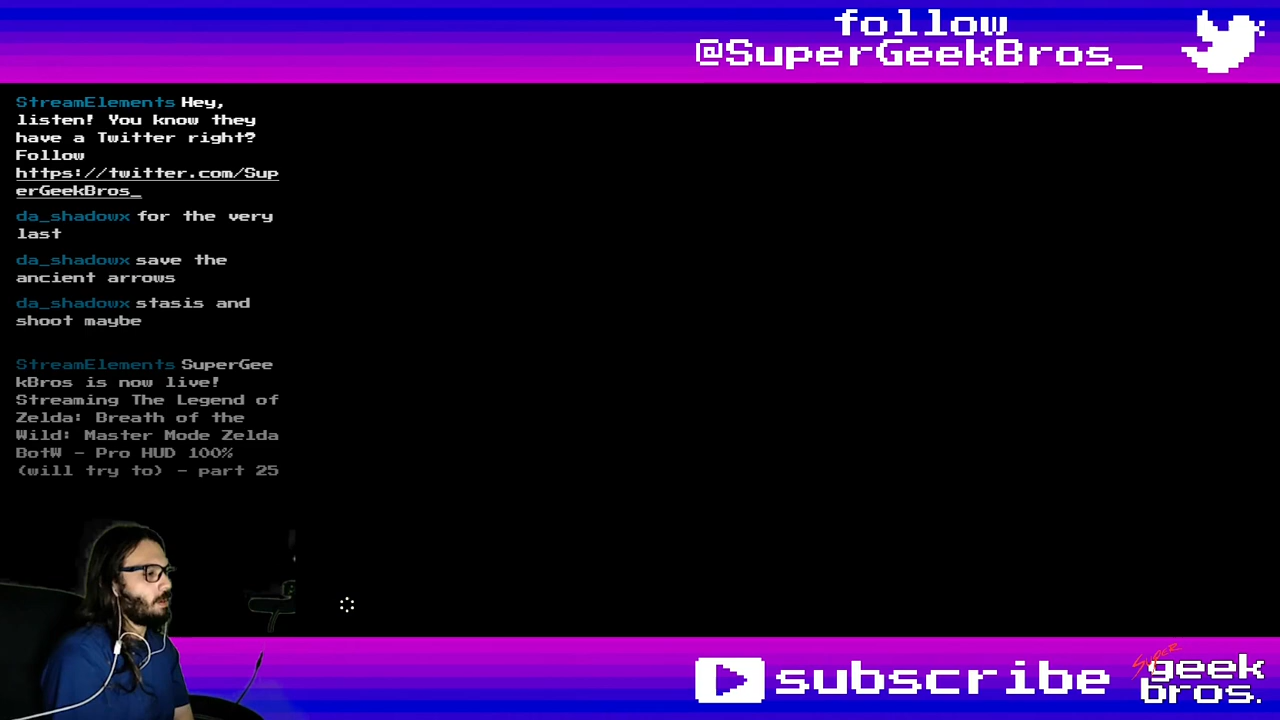 follow
@SuperGeekBros_
StreamElements Hey,
listen! You know they
have a Twitter right?
Follow
https://twitter.com/Sup
erGeekBros_
da_shadowx for the very
last
da_shadowx save the
ancient arrows
da_shadowx stasis and
shoot maybe
StreamElements SuperGee
kBros is now live!
Streaming The Legend of
Zelda: Breath of the
Wild: Master Mode Zelda
BotW - Pro HUD 100%
(will try to) - part 25
subscribe
super
geek
bros.